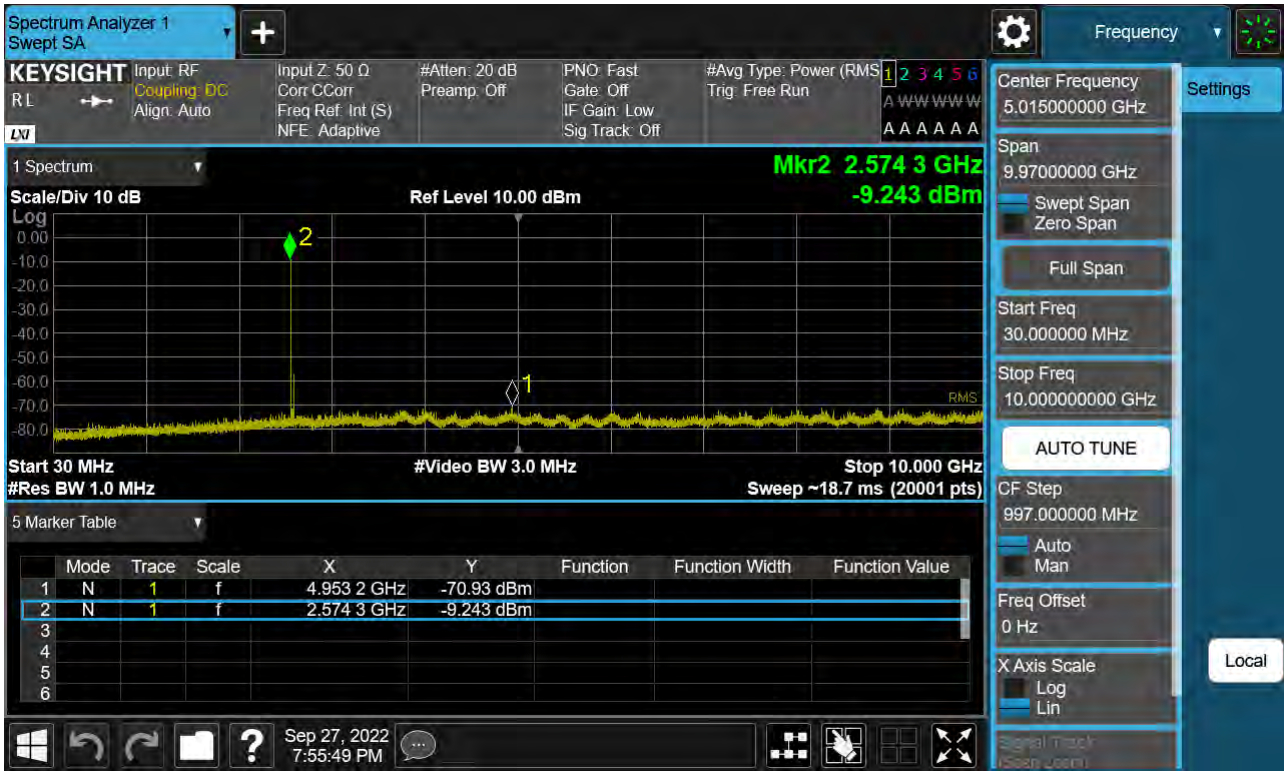 Spectrum Analyzer 1
Swept SA
+
Frequency
KEYSIGHT
RL
LXI
Input: RF
Coupling: DC
Align: Auto
Input Z: 50 Ω
Corr CCorr
Freq Ref: Int (S)
NFE: Adaptive
#Atten: 20 dB
Preamp: Off
PNO: Fast
Gate: Off
IF Gain: Low
Sig Track: Off
#Avg Type: Power (RMS
Trig: Free Run
1 2 3 4 5 6
A W W W W W
A A A A A A
1 Spectrum
Mkr2 2.574 3 GHz
Scale/Div 10 dB
Ref Level 10.00 dBm
-9.243 dBm
Log
0.00
-10.0
-20.0
-30.0
-40.0
-50.0
-60.0
-70.0
-80.0
2
1
RMS
Start 30 MHz
#Video BW 3.0 MHz
Stop 10.000 GHz
#Res BW 1.0 MHz
Sweep ~18.7 ms (20001 pts)
5 Marker Table
Mode Trace Scale X Y Function Function Width Function Value
1 N 1 f 4.953 2 GHz -70.93 dBm
2 N 1 f 2.574 3 GHz -9.243 dBm
3
4
5
6
Center Frequency
5.015000000 GHz
Span
9.97000000 GHz
Swept Span
Zero Span
Full Span
Start Freq
30.000000 MHz
Stop Freq
10.000000000 GHz
AUTO TUNE
CF Step
997.000000 MHz
Auto
Man
Freq Offset
0 Hz
X Axis Scale
Log
Lin
Signal Track
(Span Zoom)
Settings
Local
?
Sep 27, 2022
7:55:49 PM